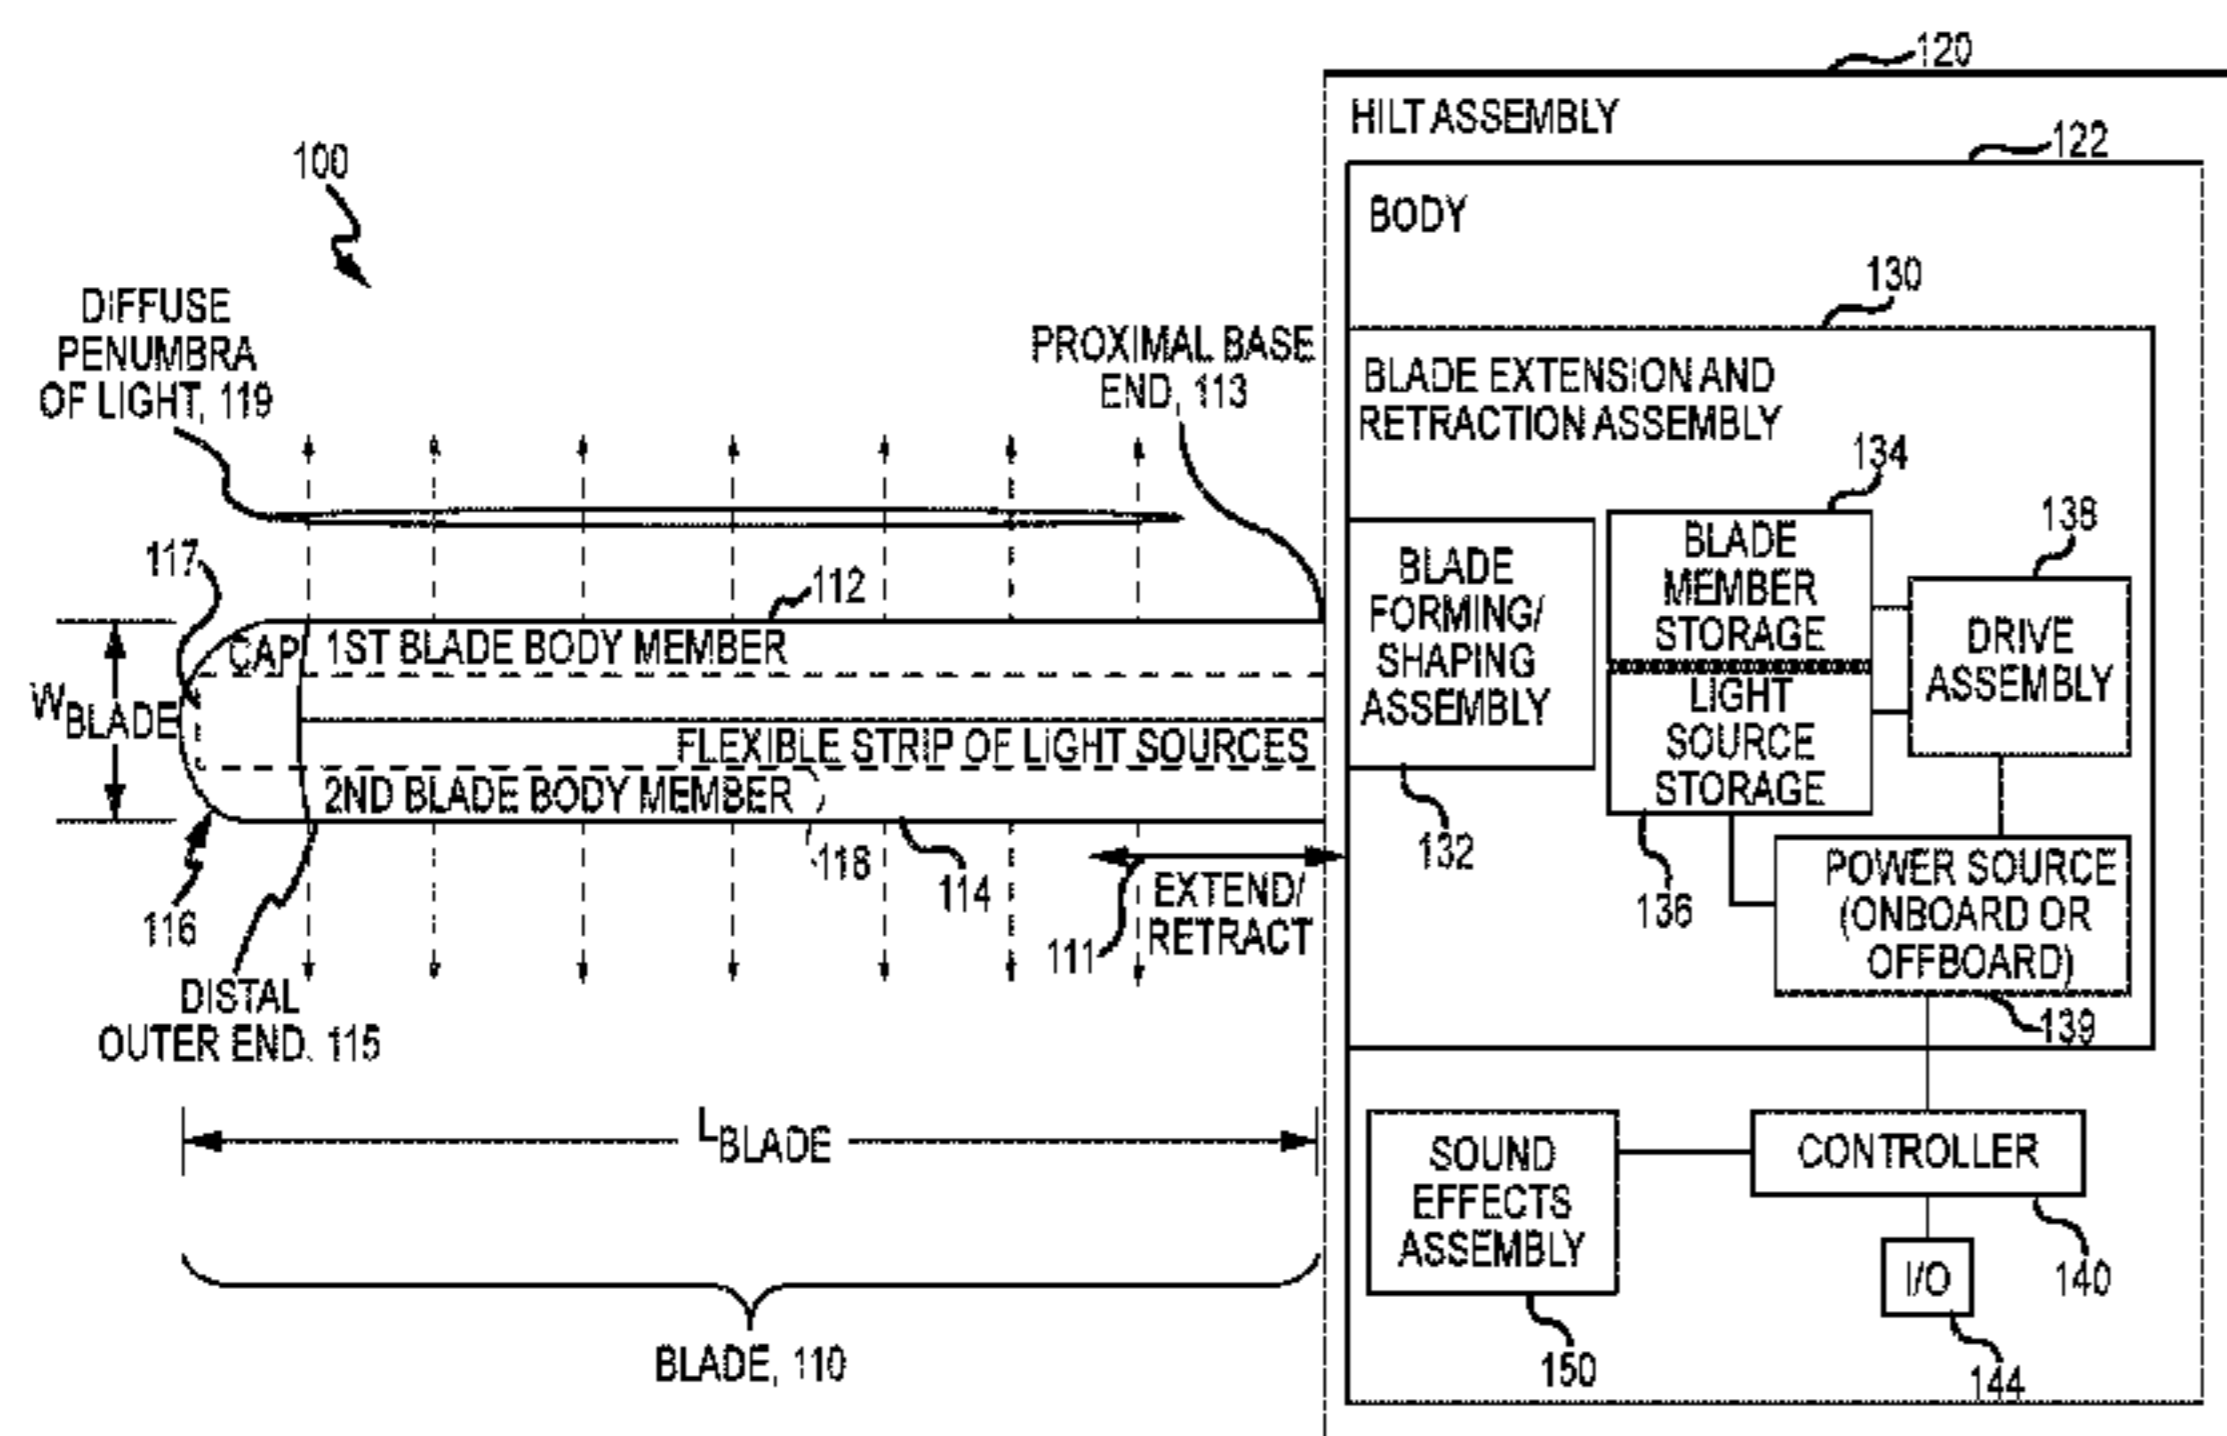 120
HILT ASSEMBLY
122
BODY
100
130
DIFFUSE
PENUMBRA
OF LIGHT, 119
PROXIMAL BASE
END, 113
BLADE EXTENSION AND
RETRACTION ASSEMBLY
134
138
117
112
BLADE
FORMING/
SHAPING
ASSEMBLY
BLADE
MEMBER
STORAGE
DRIVE
ASSEMBLY
CAP
1ST BLADE BODY MEMBER
WBLADE
LIGHT
SOURCE
STORAGE
FLEXIBLE STRIP OF LIGHT SOURCES
2ND BLADE BODY MEMBER
118
114
132
136
116
111
EXTEND/
RETRACT
POWER SOURCE
(ONBOARD OR
OFFBOARD)
139
DISTAL
OUTER END, 115
LBLADE
SOUND
EFFECTS
ASSEMBLY
CONTROLLER
140
I/O
144
150
BLADE, 110